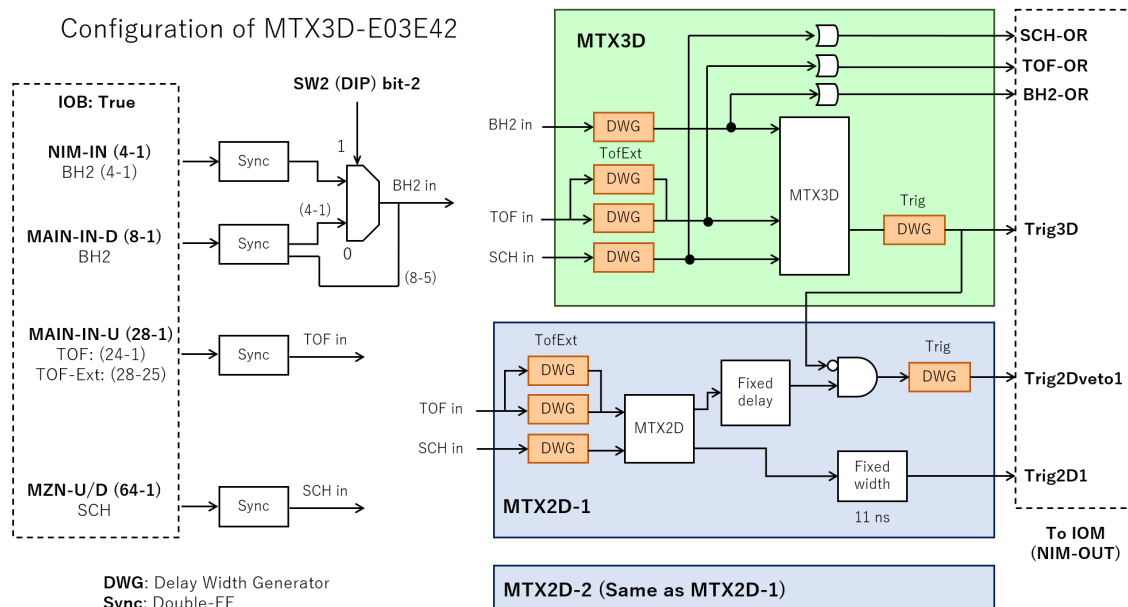 Configuration of MTX3D-E03E42
SW2 (DIP) bit-2
IOB: True
NIM-IN (4-1)
BH2 (4-1)
Sync
1
BH2 in
(4-1)
MAIN-IN-D (8-1)
BH2
Sync
0
(8-5)
MAIN-IN-U (28-1)
TOF: (24-1)
TOF-Ext: (28-25)
Sync
TOF in
MZN-U/D (64-1)
SCH
Sync
SCH in
DWG: Delay Width Generator
Sync: Double-FF
MTX3D
BH2 in
DWG
TofExt
DWG
TOF in
DWG
SCH in
DWG
MTX3D
Trig
DWG
SCH-OR
TOF-OR
BH2-OR
Trig3D
TofExt
DWG
TOF in
DWG
SCH in
DWG
MTX2D
Fixed
delay
Trig
DWG
Trig2Dveto1
Fixed
width
11 ns
Trig2D1
MTX2D-1
To IOM
(NIM-OUT)
MTX2D-2 (Same as MTX2D-1)